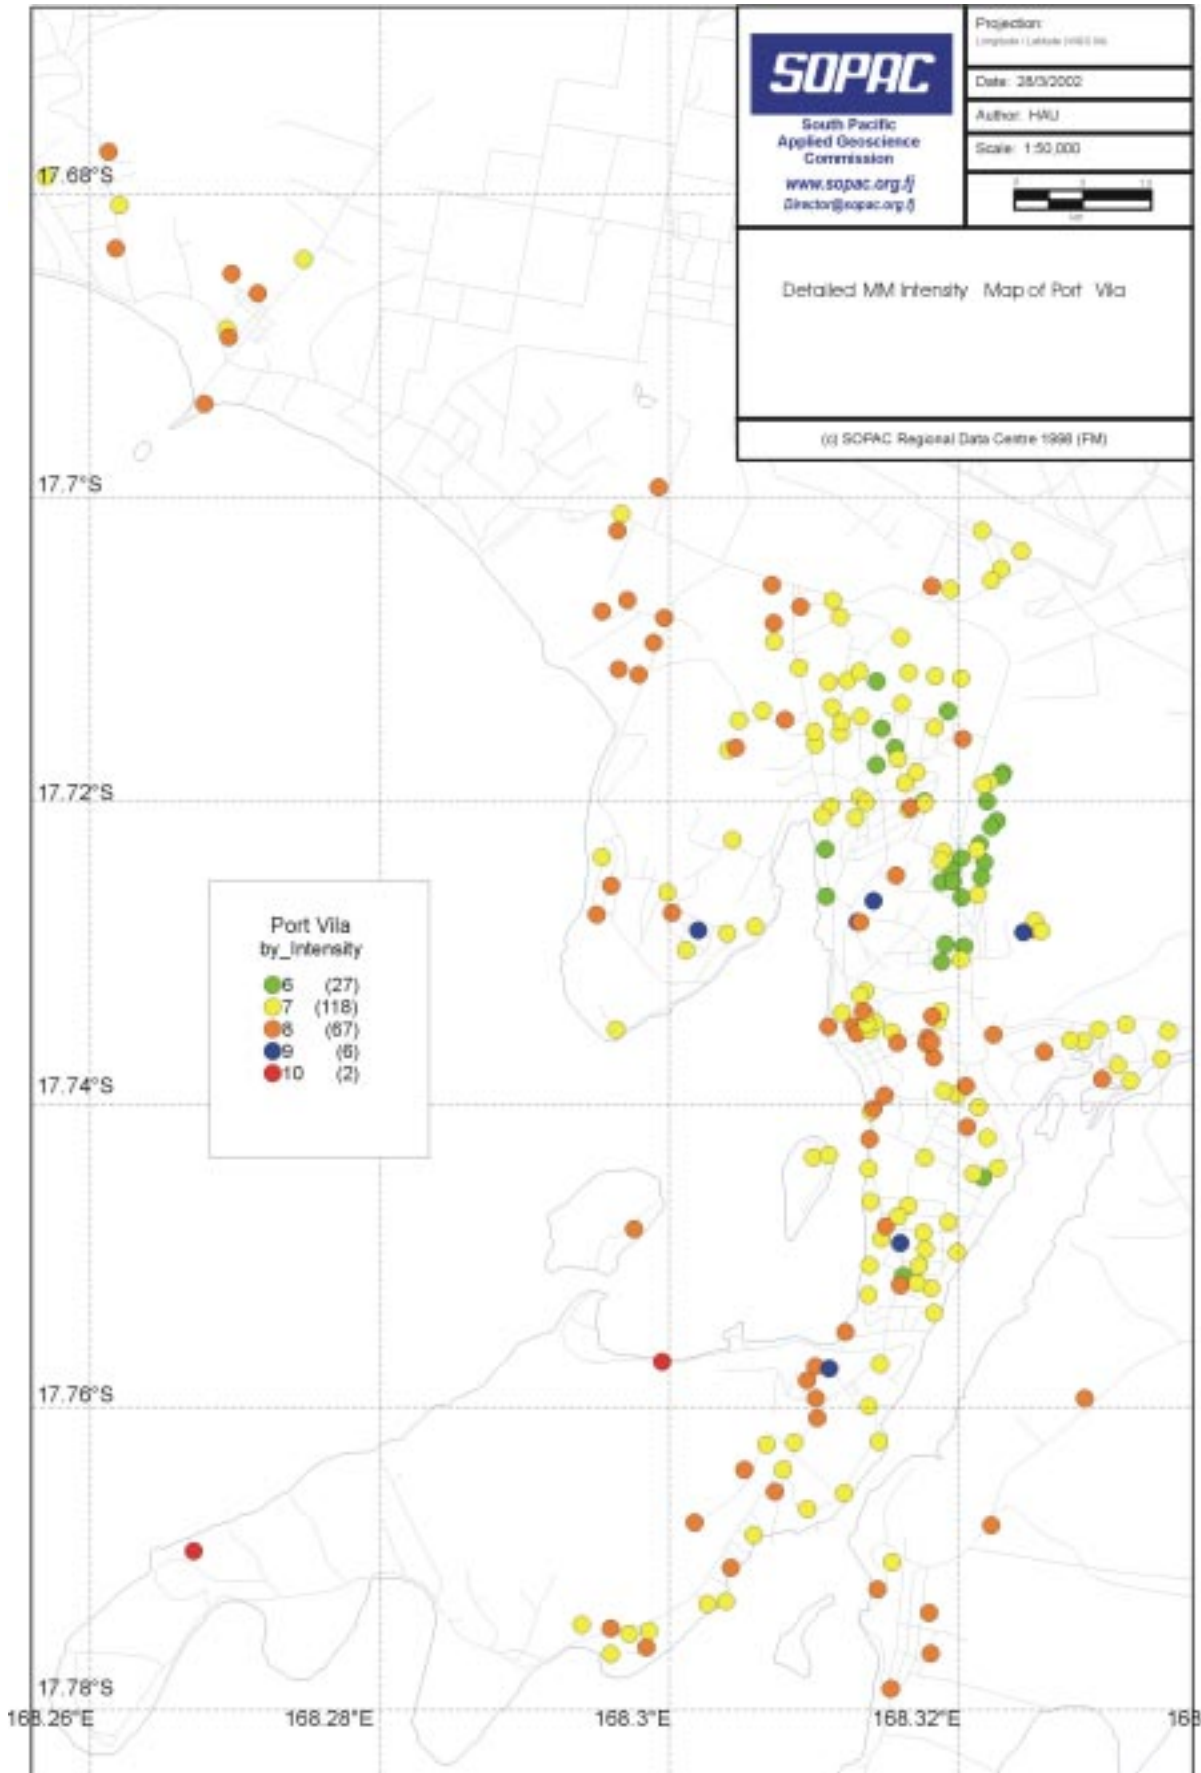 SOPAC
South Pacific
Applied Geoscience
Commission
www.sopac.org.fj
Director@sopac.org.fj
Projection:
Date: 28/3/2002
Author: HAU
Scale: 1:50,000
Detailed MM Intensity Map of Port Vila
(c) SOPAC Regional Data Centre 1998 (FM)
17.68°S
17.7°S
17.72°S
Port Vila
by_Intensity
6 (27)
7 (118)
8 (67)
9 (6)
10 (2)
17.74°S
17.76°S
17.78°S
168.26°E 168.28°E 168.3°E 168.32°E 168